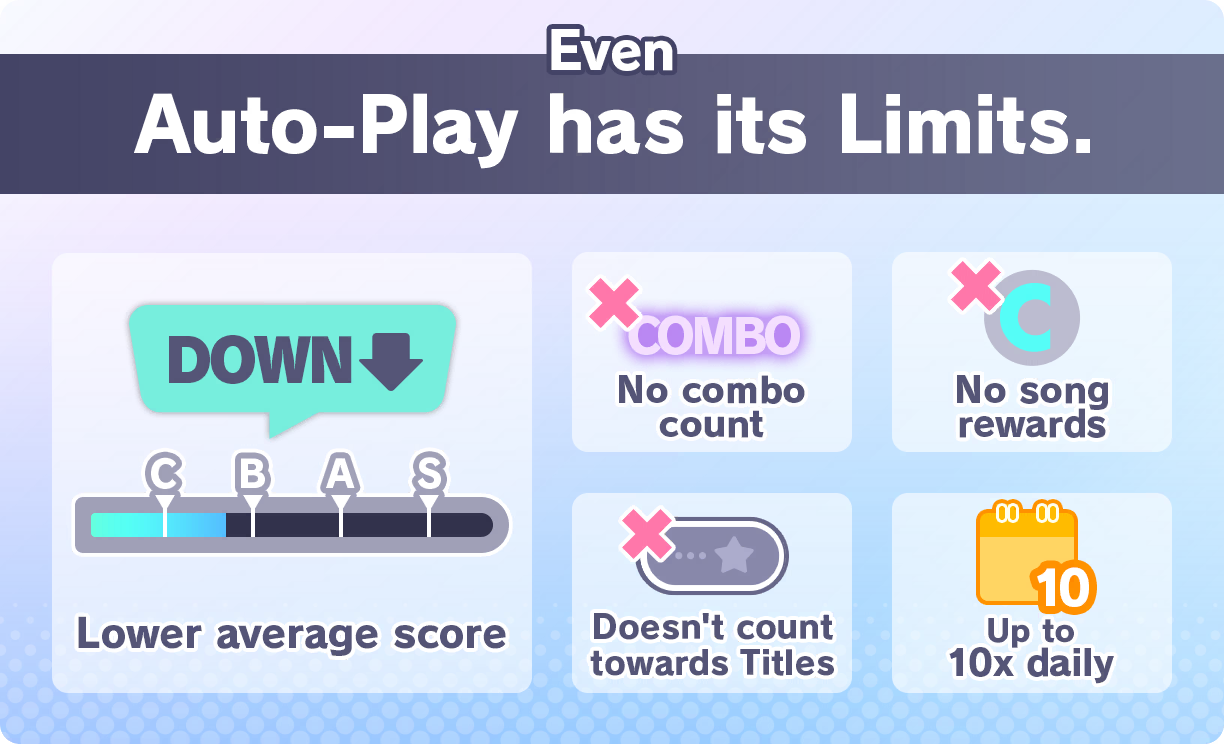 Even
Auto-Play has its Limits.
DOWN
C B A S
Lower average score
COMBO
No combo
count
C
No song
rewards
Doesn't count
towards Titles
10
Up to
10x daily